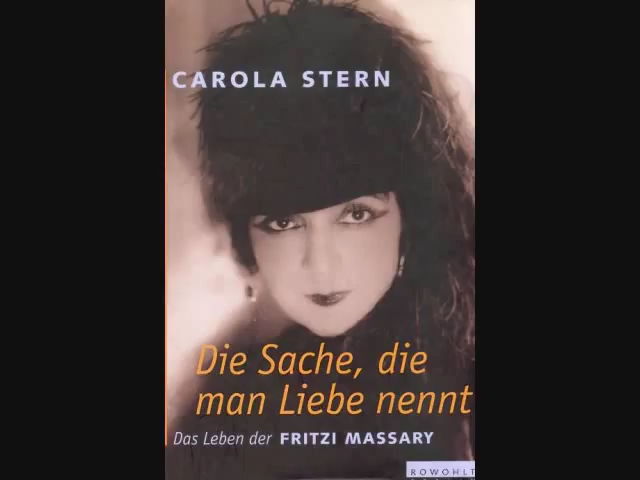 CAROLA STERN
Die Sache, die
man Liebe nennt
Das Leben der FRITZI MASSARY
ROWOHLT